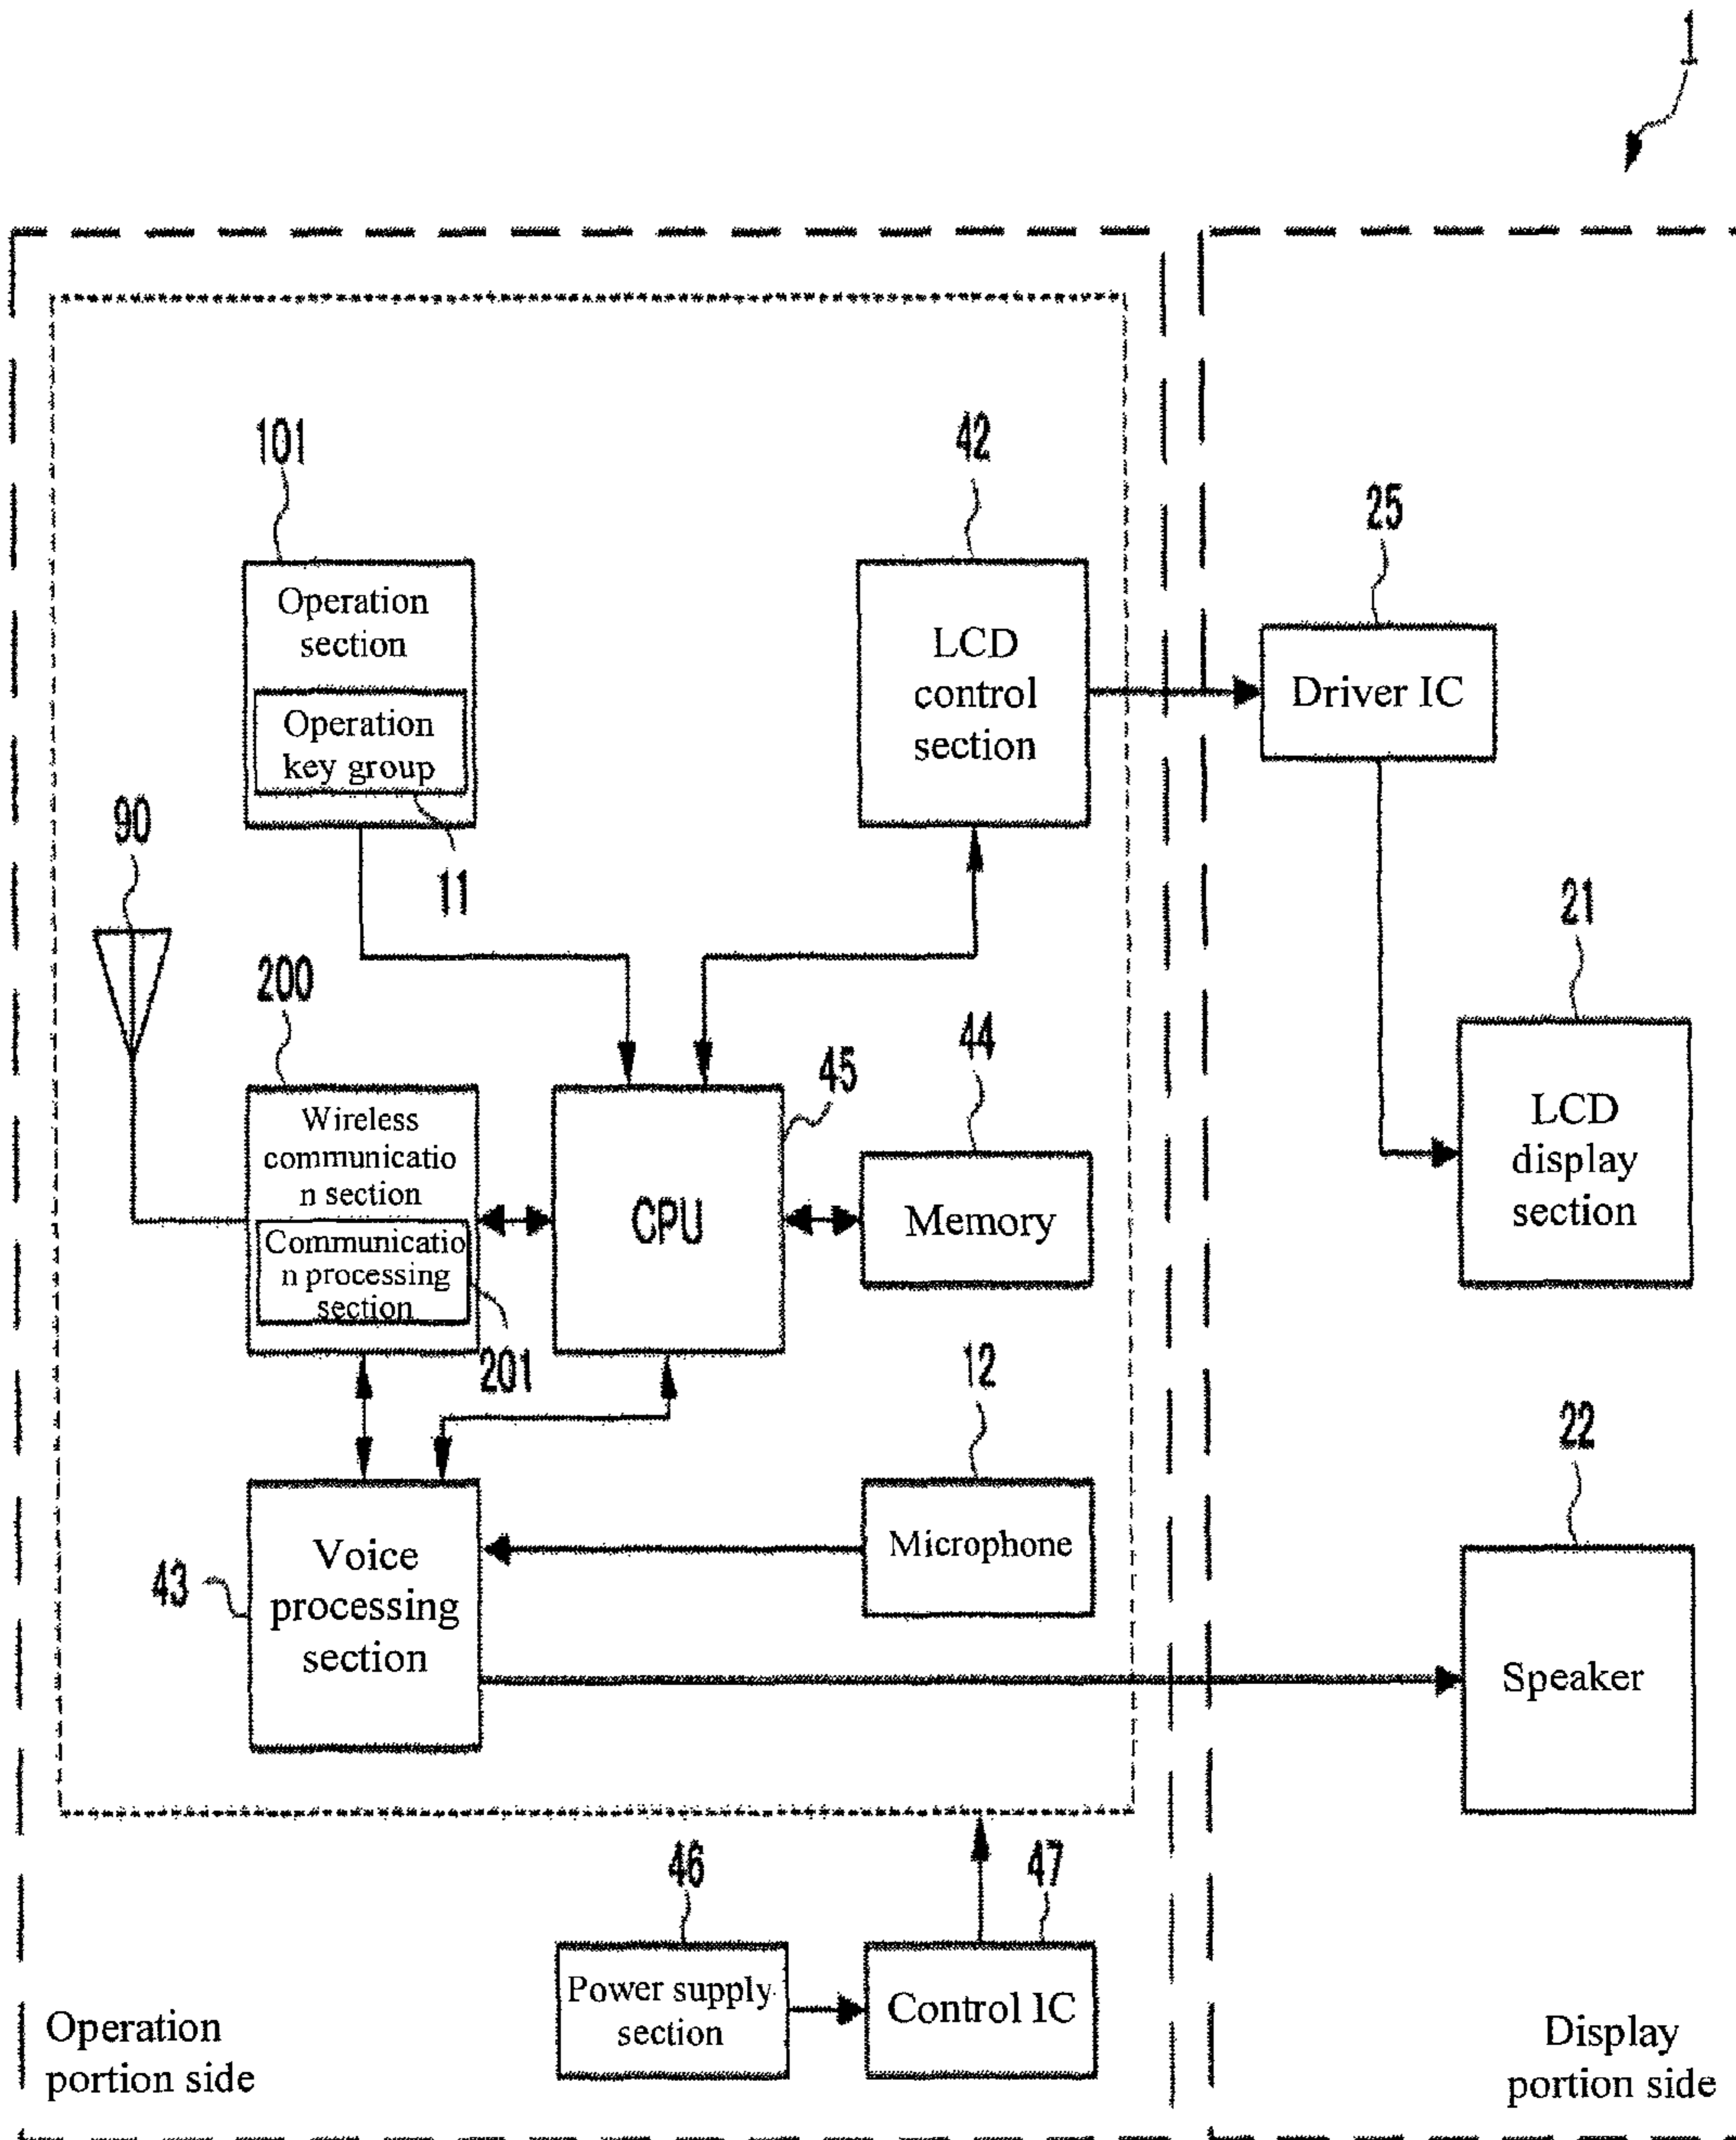 1
101
42
25
Operation
section
Operation
key group
11
LCD
control
section
Driver IC
90
200
21
Wireless
communicatio
n section
Communicatio
n processing
section
201
CPU
45
44
Memory
LCD
display
section
12
22
43
Voice
processing
section
Microphone
Speaker
46
47
Power supply
section
Control IC
Operation
portion side
Display
portion side